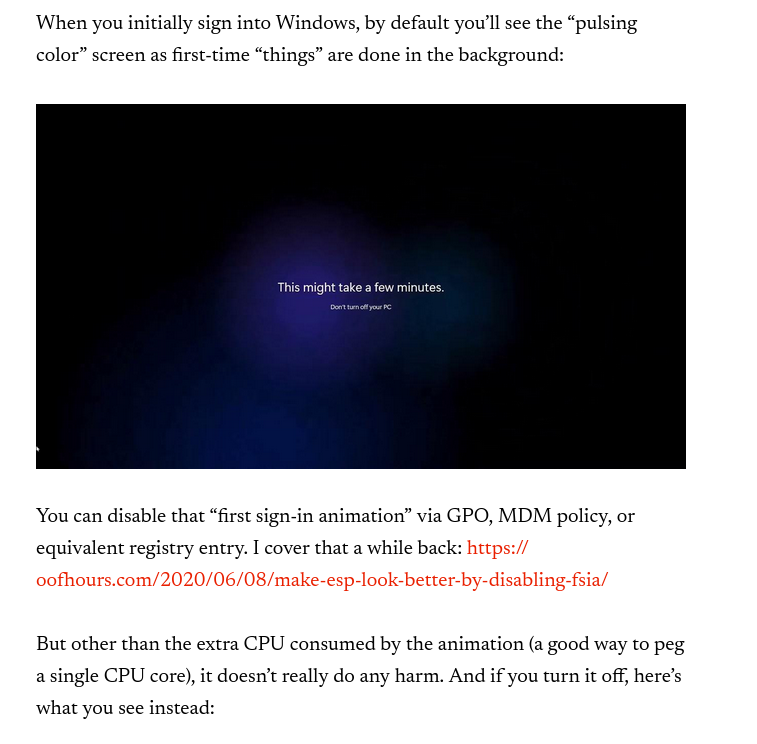 When you initially sign into Windows, by default you’ll see the “pulsing
color” screen as first-time “things” are done in the background:
This might take a few minutes.
Don't turn off your PC
You can disable that “first sign-in animation” via GPO, MDM policy, or
equivalent registry entry. I cover that a while back: https://
oofhours.com/2020/06/08/make-esp-look-better-by-disabling-fsia/
But other than the extra CPU consumed by the animation (a good way to peg
a single CPU core), it doesn’t really do any harm. And if you turn it off, here’s
what you see instead: